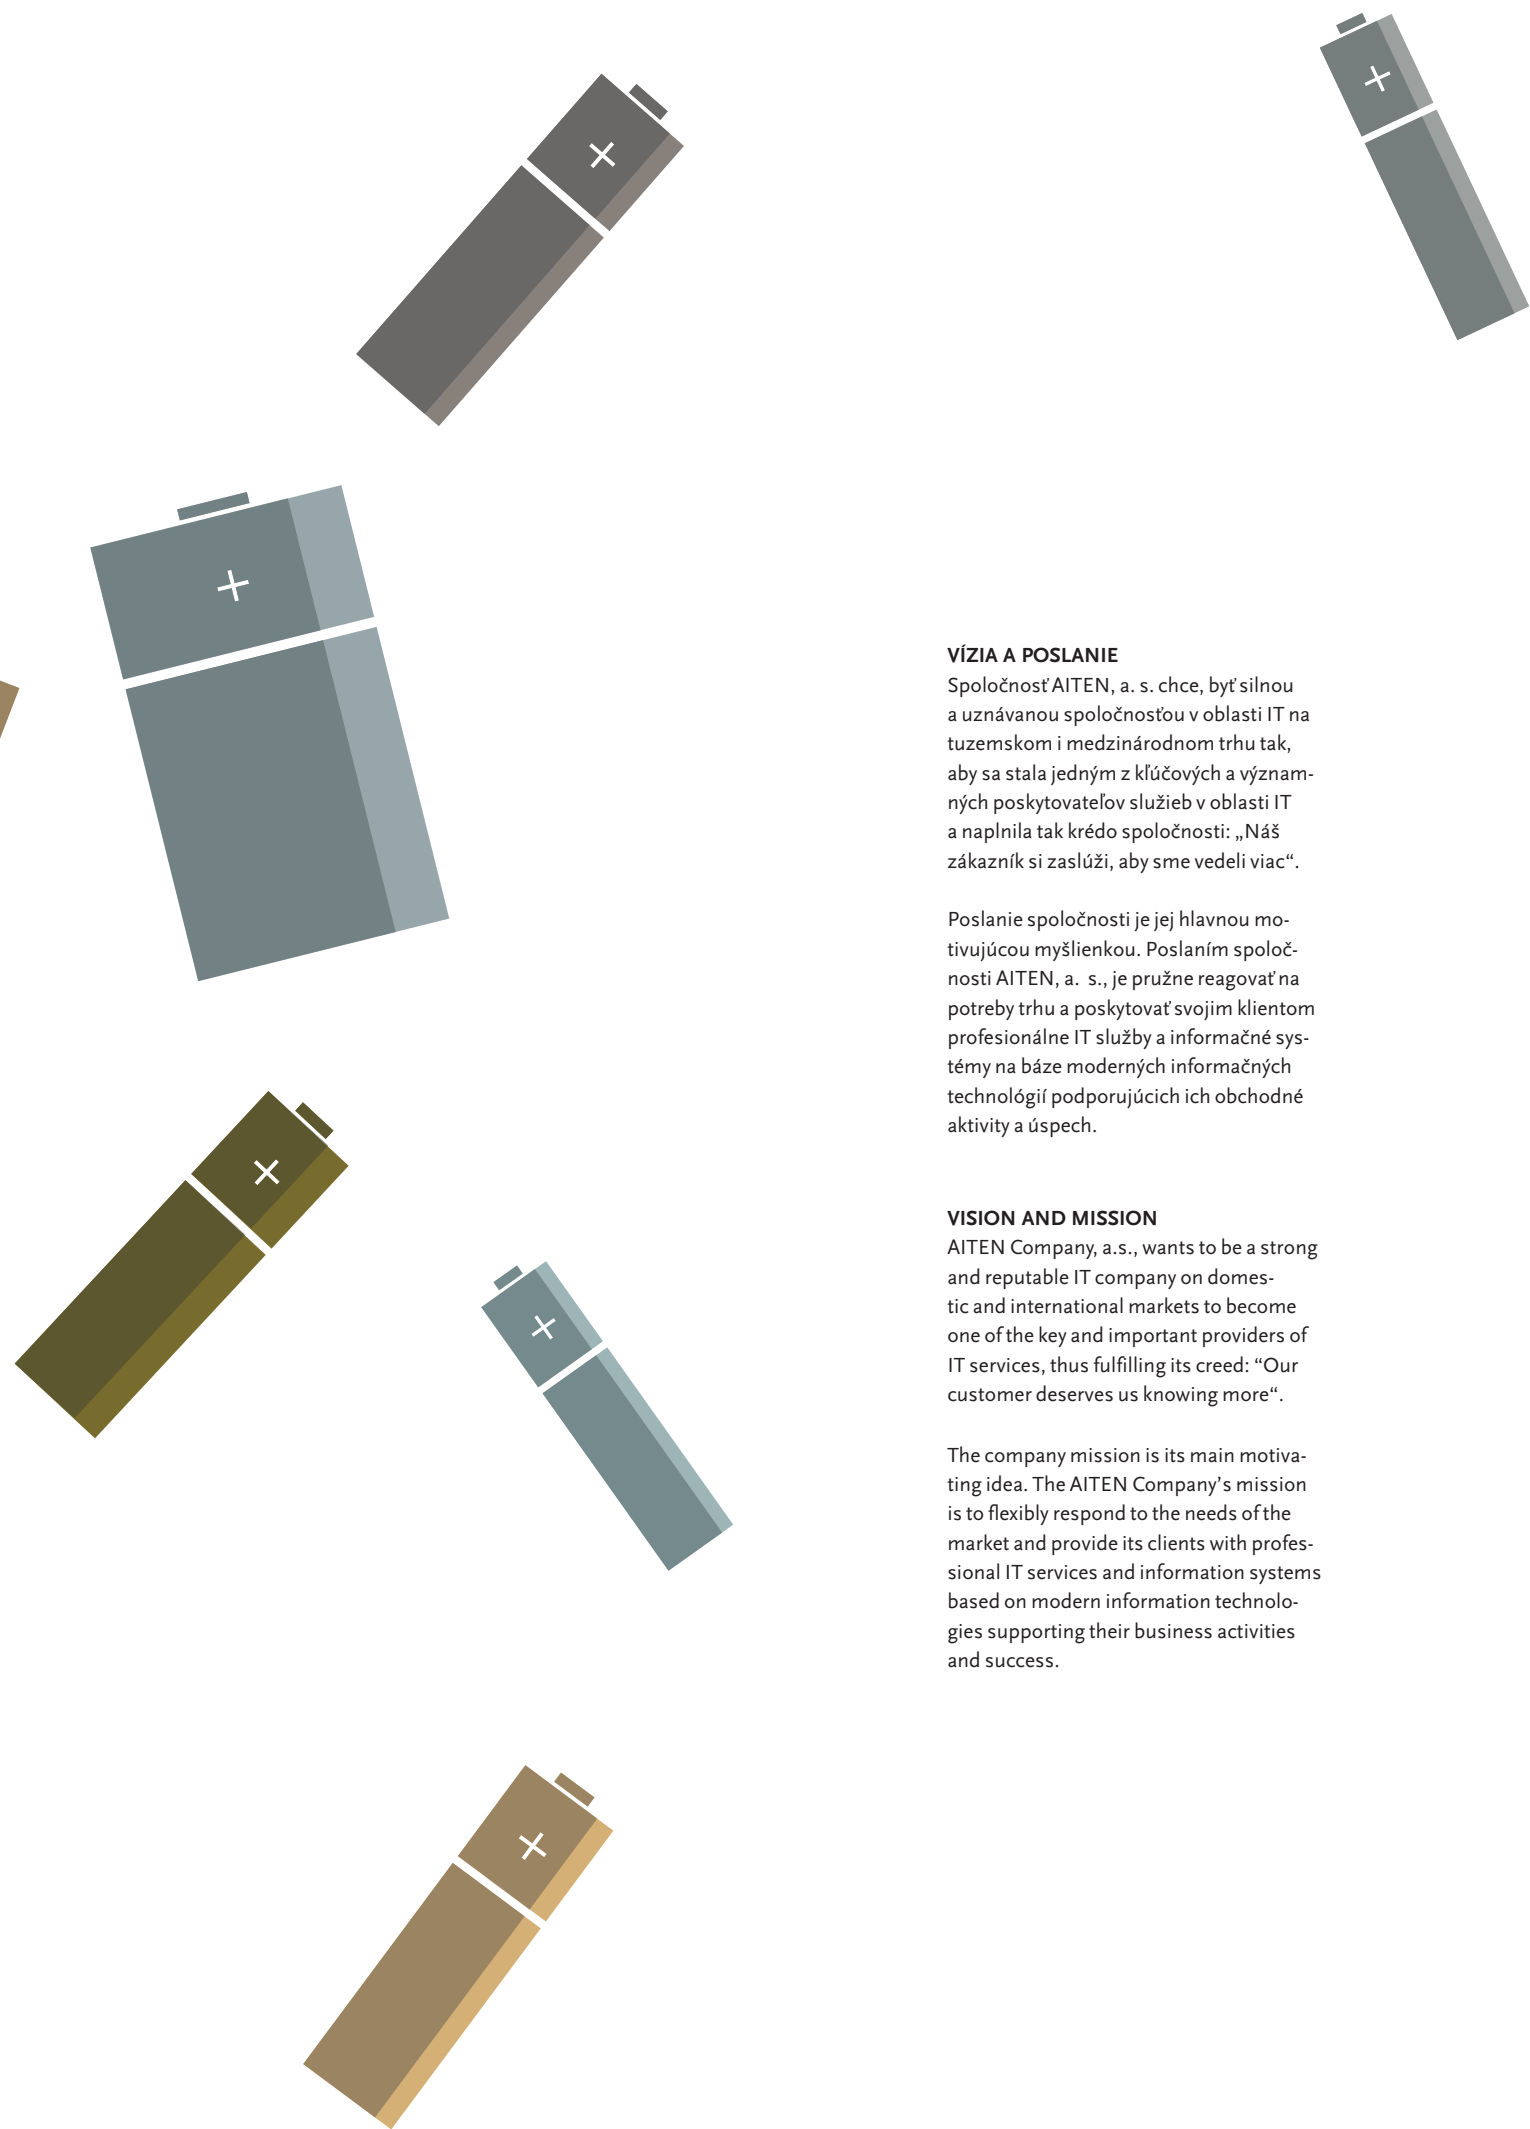 VÍZIA A POSLANIE
Spoločnosť AITEN, a. s. chce, byť silnou
a uznávanou spoločnosťou v oblasti IT na
tuzemskom i medzinárodnom trhu tak,
aby sa stala jedným z kľúčových a význam-
ných poskytovateľov služieb v oblasti IT
a naplnila tak krédo spoločnosti: „Náš
zákazník si zaslúži, aby sme vedeli viac“.
Poslanie spoločnosti je jej hlavnou mo-
tivujúcou myšlienkou. Poslaním spoloč-
nosti AITEN, a. s., je pružne reagovať na
potreby trhu a poskytovať svojim klientom
profesionálne IT služby a informačné sys-
témy na báze moderných informačných
technológií podporujúcich ich obchodné
aktivity a úspech.
VISION AND MISSION
AITEN Company, a.s., wants to be a strong
and reputable IT company on domes-
tic and international markets to become
one of the key and important providers of
IT services, thus fulfilling its creed: “Our
customer deserves us knowing more“.
The company mission is its main motiva-
ting idea. The AITEN Company’s mission
is to flexibly respond to the needs of the
market and provide its clients with profes-
sional IT services and information systems
based on modern information technolo-
gies supporting their business activities
and success.